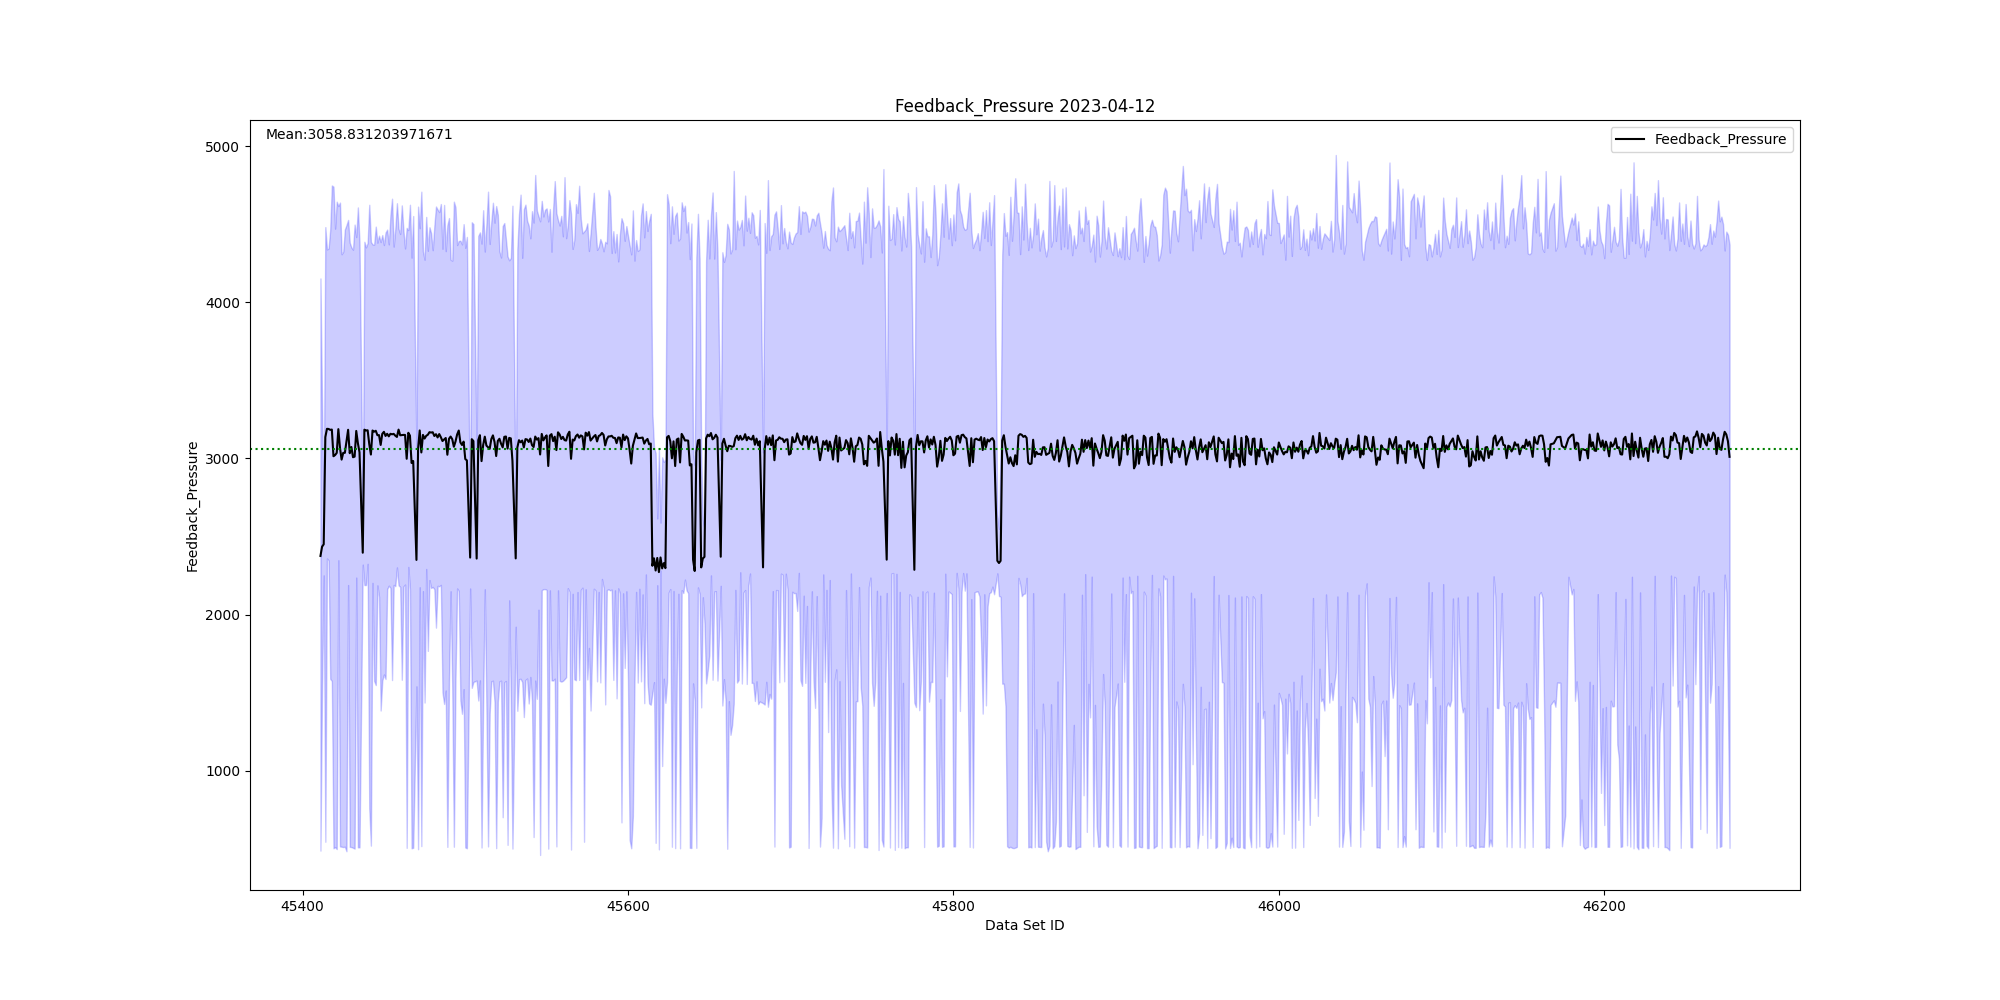 Feedback_Pressure 2023-04-12
Mean:3058.831203971671
Feedback_Pressure
5000
4000
3000
2000
1000
Feedback_Pressure
45400
45600
45800
46000
46200
Data Set ID